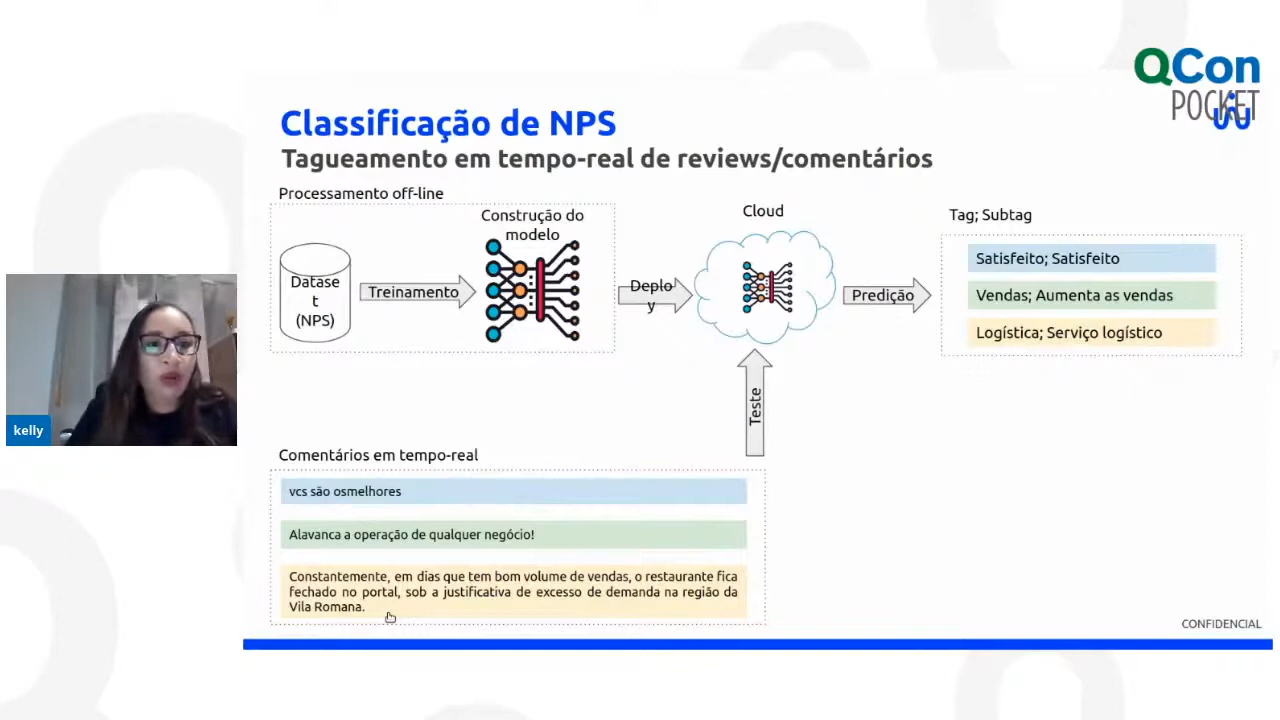 QCon
POCKET
Classificação de NPS
Tagueamento em tempo-real de reviews/comentários
Processamento off-line
Construção do
modelo
Datase
t
(NPS)
Treinamento
Deplo
y
Cloud
Predição
Tag; Subtag
Satisfeito; Satisfeito
Vendas; Aumenta as vendas
Logística; Serviço logístico
Teste
kelly
Comentários em tempo-real
vcs são osmelhores
Alavanca a operação de qualquer negócio!
Constantemente, em dias que tem bom volume de vendas, o restaurante fica
fechado no portal, sob a justificativa de excesso de demanda na região da
Vila Romana.
CONFIDENCIAL